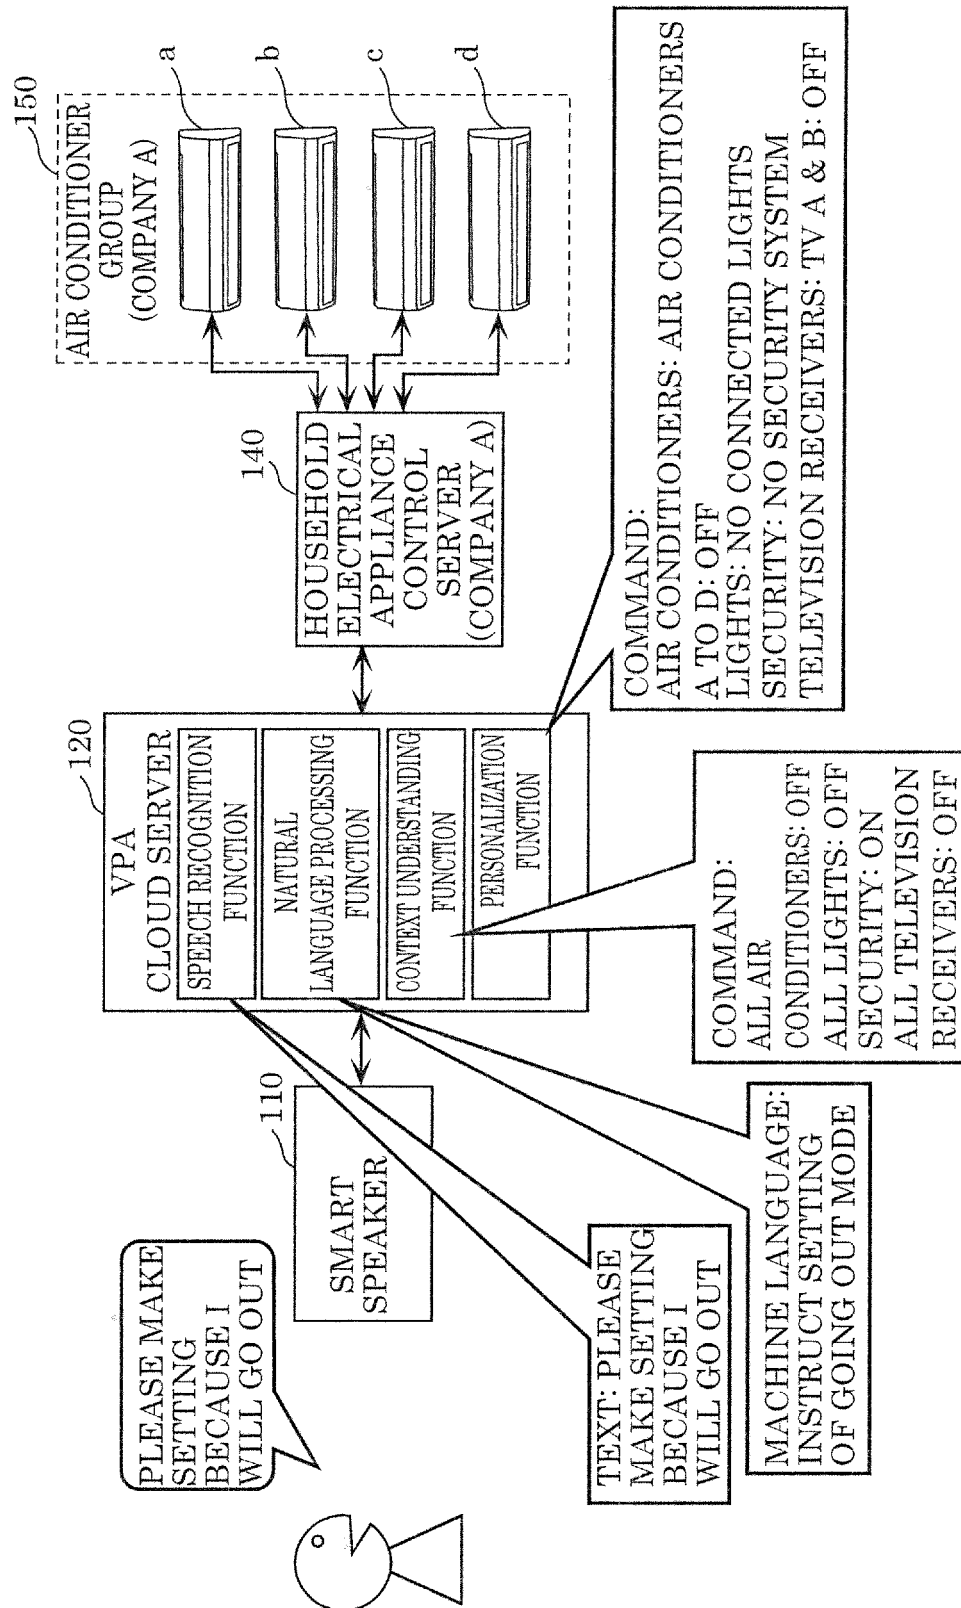 PLEASE MAKE
SETTING
BECAUSE I
WILL GO OUT
110
SMART
SPEAKER
TEXT: PLEASE
MAKE SETTING
BECAUSE I
WILL GO OUT
MACHINE LANGUAGE:
INSTRUCT SETTING
OF GOING OUT MODE
120
VPA
CLOUD SERVER
SPEECH RECOGNITION
FUNCTION
NATURAL
LANGUAGE PROCESSING
FUNCTION
CONTEXT UNDERSTANDING
FUNCTION
PERSONALIZATION
FUNCTION
COMMAND:
ALL AIR
CONDITIONERS: OFF
ALL LIGHTS: OFF
SECURITY: ON
ALL TELEVISION
RECEIVERS: OFF
140
HOUSEHOLD
ELECTRICAL
APPLIANCE
CONTROL
SERVER
(COMPANY A)
COMMAND:
AIR CONDITIONERS: AIR CONDITIONERS
A TO D: OFF
LIGHTS: NO CONNECTED LIGHTS
SECURITY: NO SECURITY SYSTEM
TELEVISION RECEIVERS: TV A & B: OFF
150
AIR CONDITIONER
GROUP
(COMPANY A)
a
b
c
d